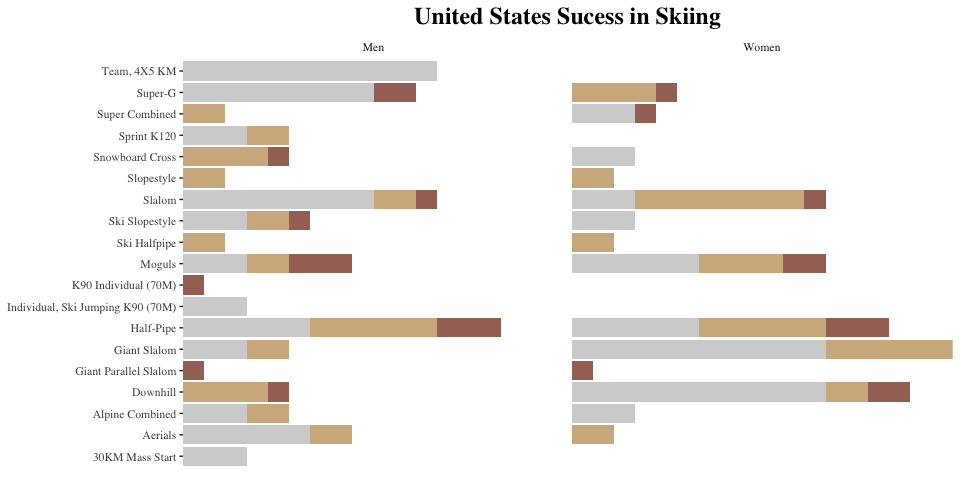 United States Sucess in Skiing
Men
Women
Team, 4X5 KM
Super-G
Super Combined
Sprint K120
Snowboard Cross
Slopestyle
Slalom
Ski Slopestyle
Ski Halfpipe
Moguls
K90 Individual (70M)
Individual, Ski Jumping K90 (70M)
Half-Pipe
Giant Slalom
Giant Parallel Slalom
Downhill
Alpine Combined
Aerials
30KM Mass Start